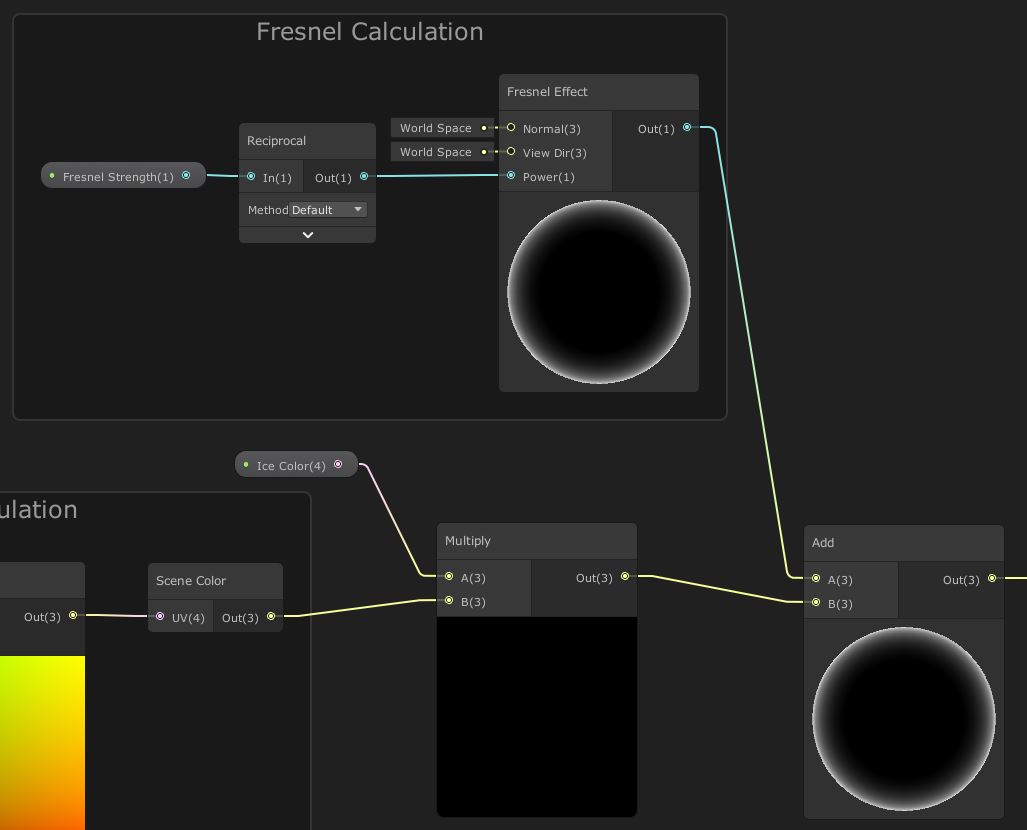 Fresnel Calculation
Fresnel Effect
World Space
Normal(3)
Out(1)
World Space
View Dir(3)
Power(1)
Reciprocal
Fresnel Strength(1)
In(1)
Out(1)
Method
Default
Ice Color(4)
ulation
Multiply
A(3)
Out(3)
B(3)
Add
A(3)
Out(3)
B(3)
Scene Color
Out(3)
UV(4)
Out(3)